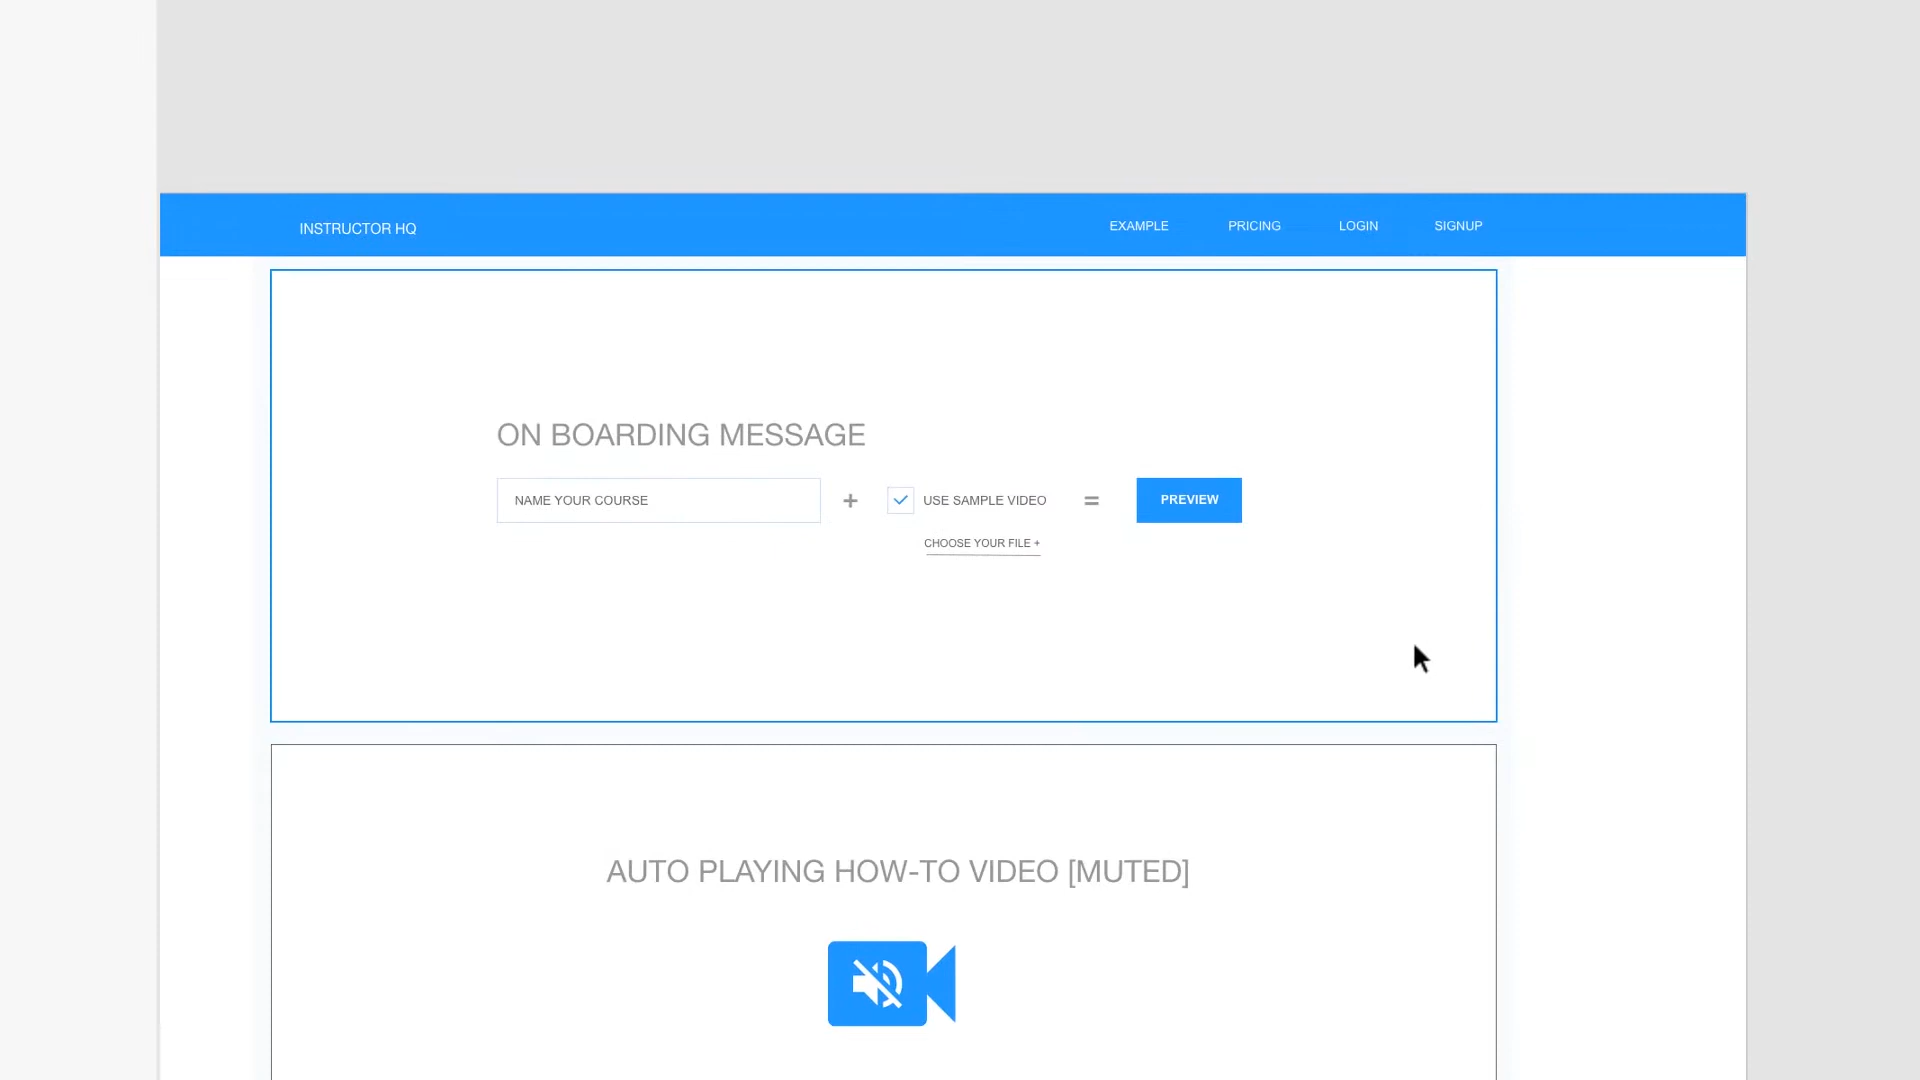 INSTRUCTOR HQ
EXAMPLE PRICING LOGIN SIGNUP
ON BOARDING MESSAGE
NAME YOUR COURSE + USE SAMPLE VIDEO = PREVIEW
CHOOSE YOUR FILE +
AUTO PLAYING HOW-TO VIDEO [MUTED]